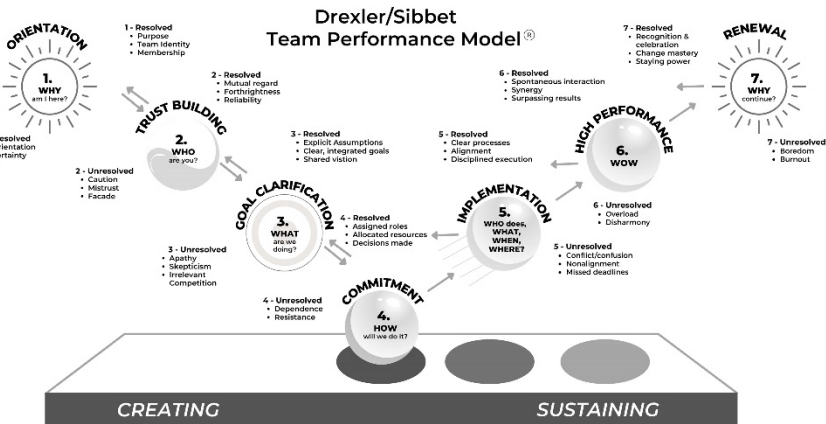 Drexler/Sibbet
Team Performance Model®
ORIENTATION
1.
WHY
am I here?
1 - Resolved
• Purpose
• Team Identity
• Membership
TRUST BUILDING
2.
WHO
are you?
2 - Resolved
• Mutual regard
• Forthrightness
• Reliability
2 - Unresolved
• Caution
• Mistrust
• Facade
GOAL CLARIFICATION
3.
WHAT
are we
doing?
3 - Resolved
• Explicit Assumptions
• Clear, integrated goals
• Shared vistion
3 - Unresolved
• Apathy
• Skepticism
• Irrelevant
Competition
COMMITMENT
4.
HOW
will we do it?
4 - Resolved
• Assigned roles
• Allocated resources
• Decisions made
4 - Unresolved
• Dependence
• Resistance
IMPLEMENTATION
5.
WHO does,
WHAT,
WHEN,
WHERE?
5 - Resolved
• Clear processes
• Alignment
• Disciplined execution
5 - Unresolved
• Conflict/confusion
• Nonalignment
• Missed deadlines
HIGH PERFORMANCE
6.
WOW
6 - Resolved
• Spontaneous interaction
• Synergy
• Surpassing results
6 - Unresolved
• Overload
• Disharmony
RENEWAL
7.
WHY
continue?
7 - Resolved
• Recognition &
celebration
• Change mastery
• Staying power
7 - Unresolved
• Boredom
• Burnout
CREATING
SUSTAINING